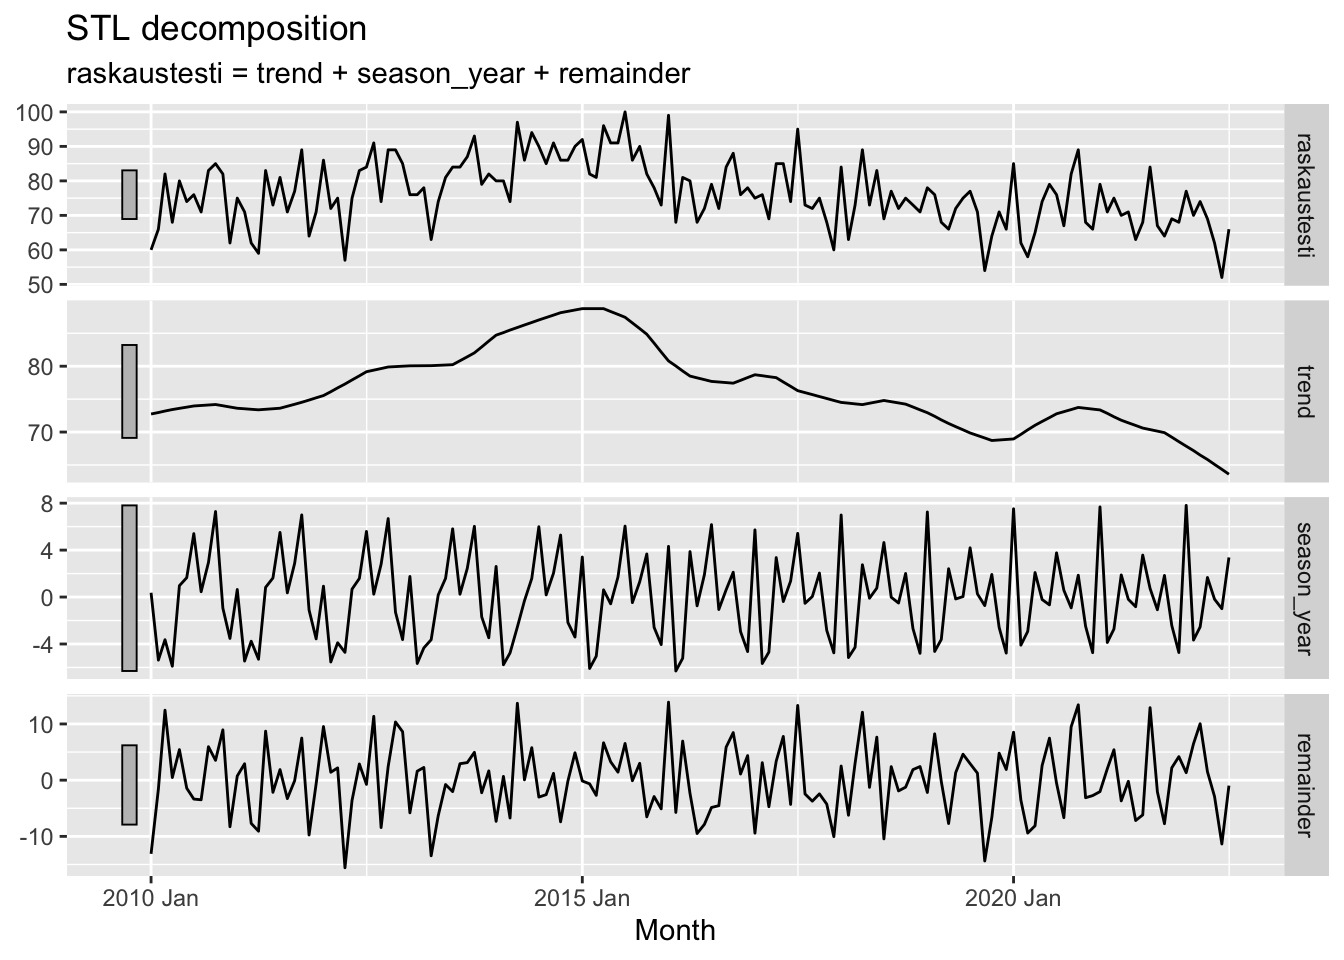 STL decomposition
raskaustesti = trend + season_year + remainder
100
90
80
70
60
50
raskaustesti
80
70
trend
8
4
0
-4
season_year
10
0
-10
remainder
2010 Jan
2015 Jan
2020 Jan
Month